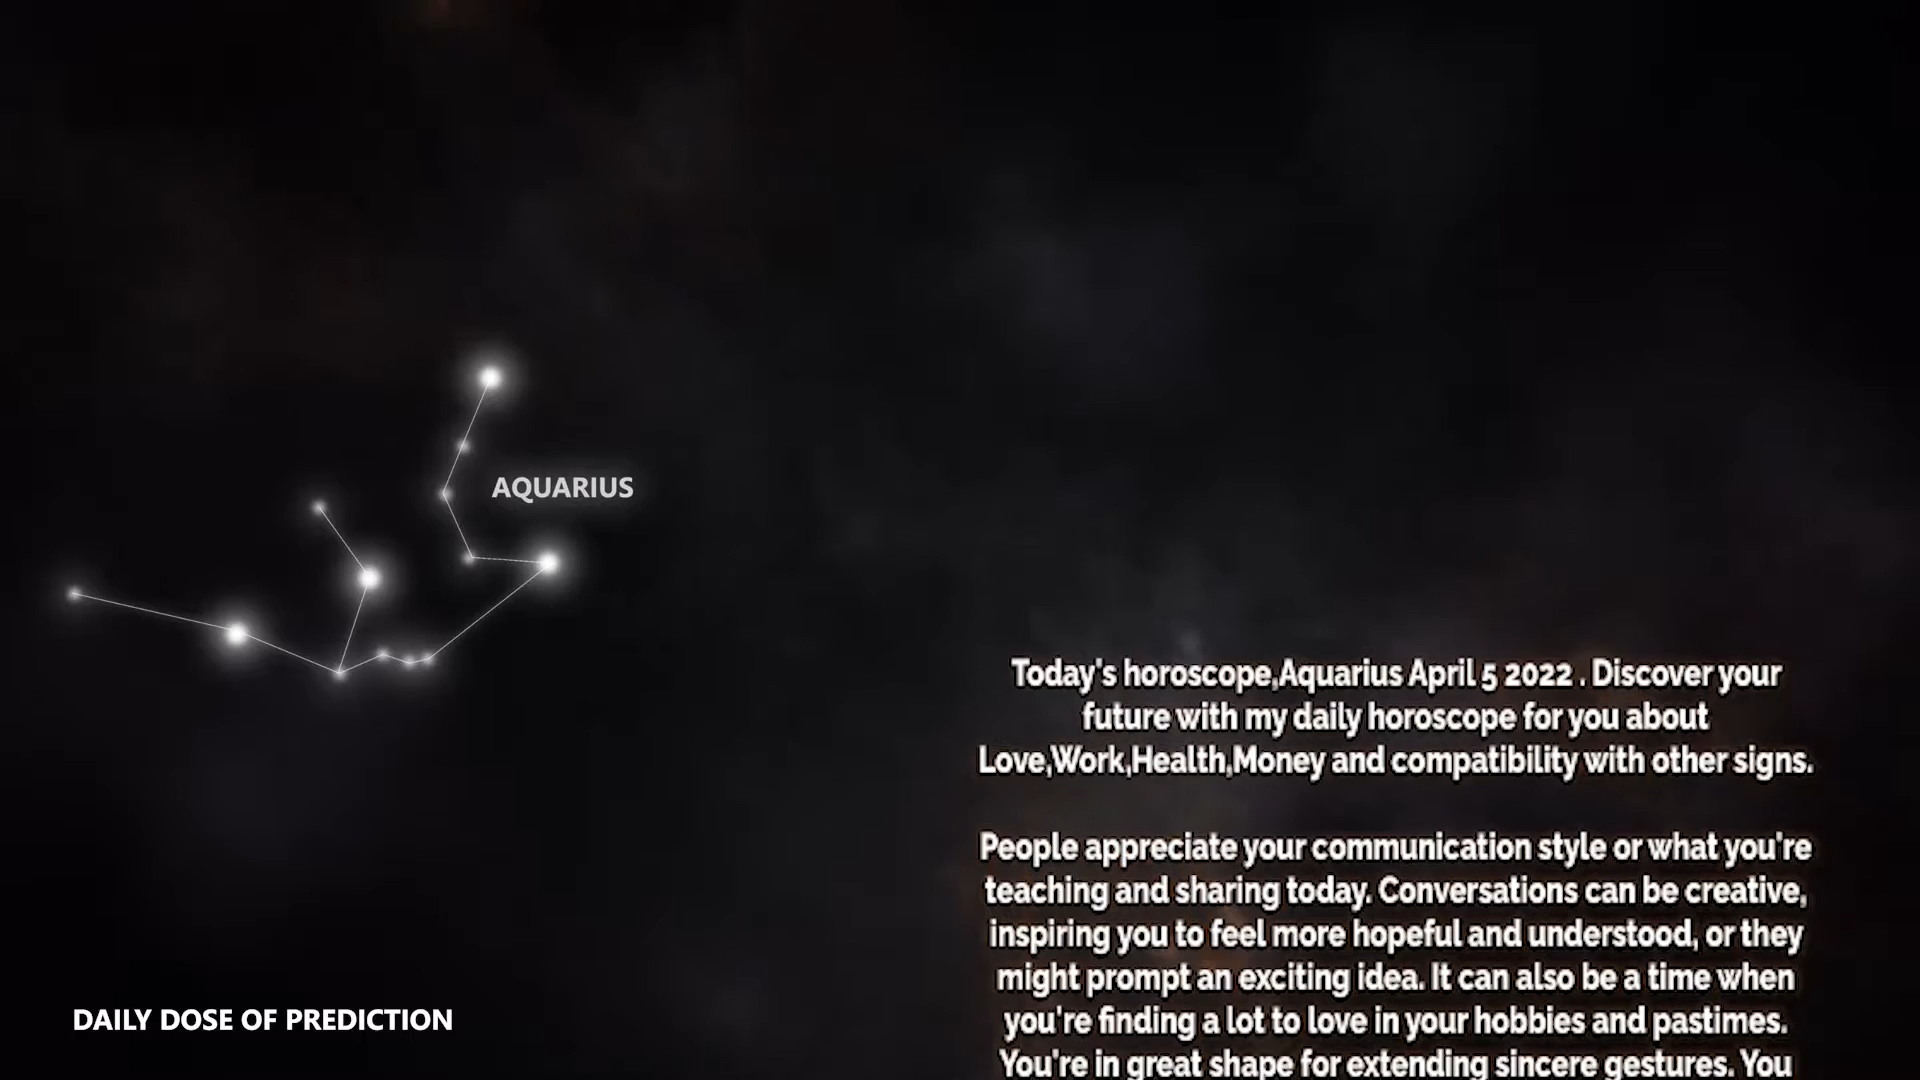 AQUARIUS
Today's horoscope,Aquarius April 5 2022 . Discover your
future with my daily horoscope for you about
Love,Work,Health,Money and compatibility with other signs.
People appreciate your communication style or what you're
teaching and sharing today. Conversations can be creative,
inspiring you to feel more hopeful and understood, or they
might prompt an exciting idea. It can also be a time when
you're finding a lot to love in your hobbies and pastimes.
You're in great shape for extending sincere gestures. You
DAILY DOSE OF PREDICTION